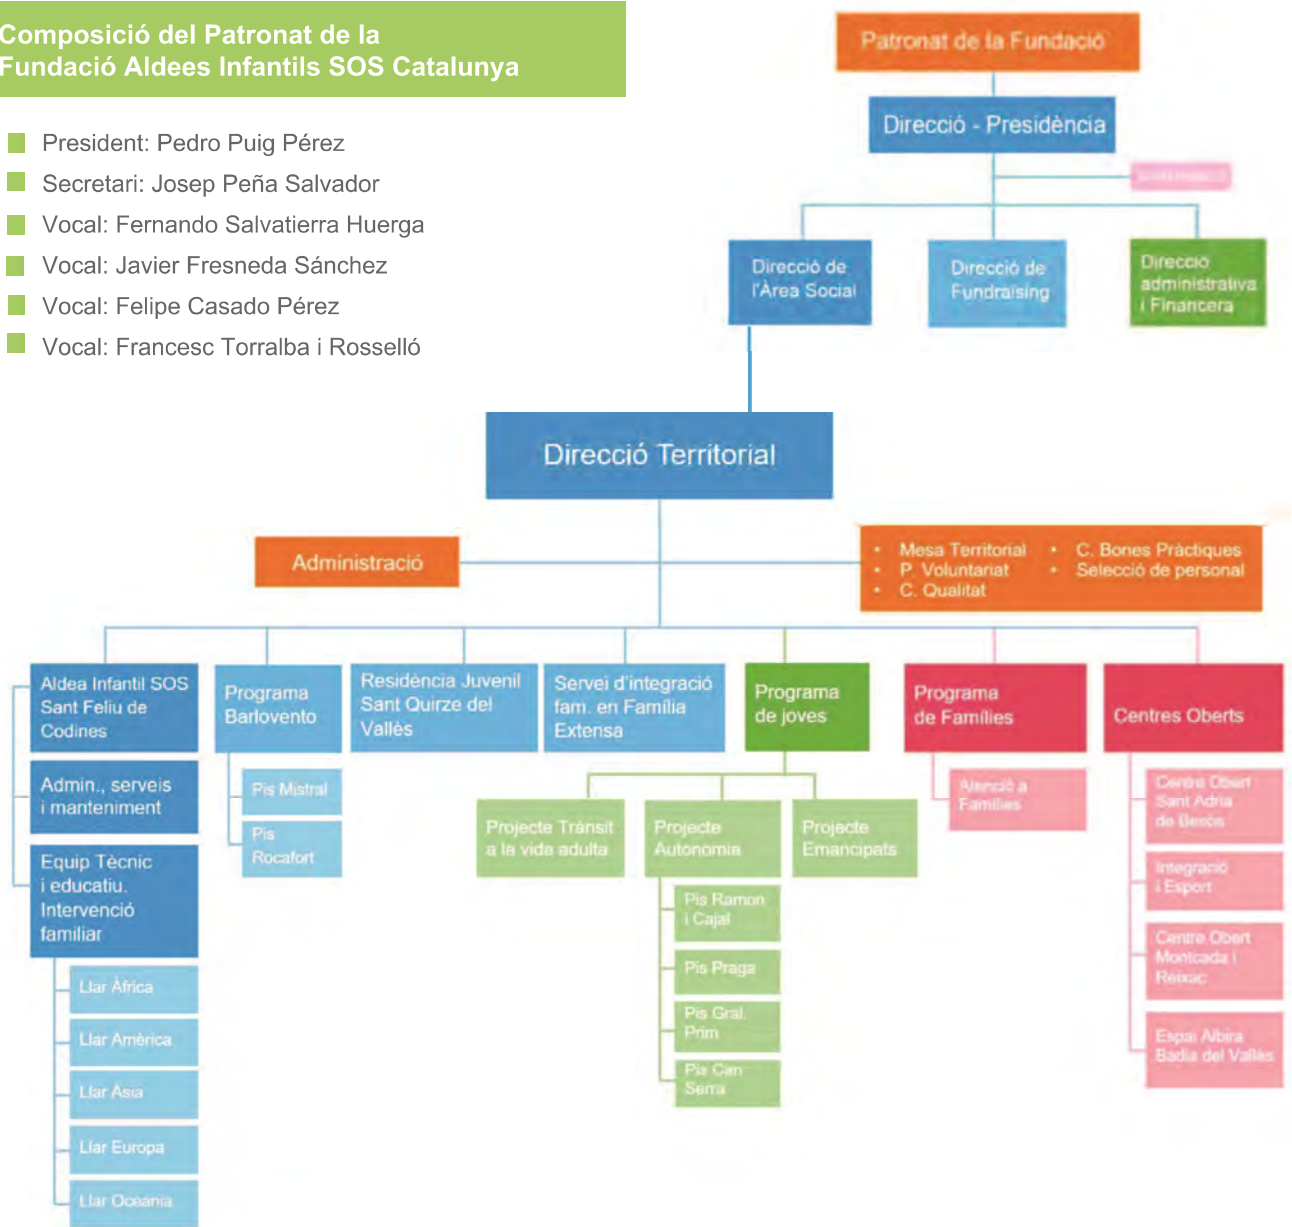 Composició del Patronat de la
Fundació Aldees Infantils SOS Catalunya
President: Pedro Puig Pérez
Secretari: Josep Peña Salvador
Vocal: Fernando Salvatierra Huerga
Vocal: Javier Fresneda Sánchez
Vocal: Felipe Casado Pérez
Vocal: Francesc Torralba i Rosselló
Patronat de la Fundació
Direcció - Presidència
Direcció de
l'Àrea Social
Direcció de
Fundraising
Direcció
administrativa
i Financera
Direcció Territorial
Administració
• Mesa Territorial
• P. Voluntariat
• C. Qualitat
• C. Bones Pràctiques
• Selecció de personal
Aldea Infantil SOS
Sant Feliu de
Codines
Admin., serveis
i manteniment
Equip Tècnic
i educatiu.
Intervenció
familiar
Llar Àfrica
Llar Amèrica
Llar Àsia
Llar Europa
Llar Oceania
Programa
Barlovento
Pis Mistral
Pis
Rocafort
Residència Juvenil
Sant Quirze del
Vallès
Servei d'integració
fam. en Família
Extensa
Programa
de joves
Projecte Trànsit
a la vida adulta
Projecte
Autonomia
Pis Ramon
i Cajal
Pis Praga
Pis Gral.
Prim
Pis Can
Serra
Projecte
Emancipats
Programa
de Famílies
Atenció a
Famílies
Centres Oberts
Centre Obert
Sant Adrià
de Besòs
Integració
i Esport
Centre Obert
Montcada i
Reixac
Espai Albira
Badia del Vallès